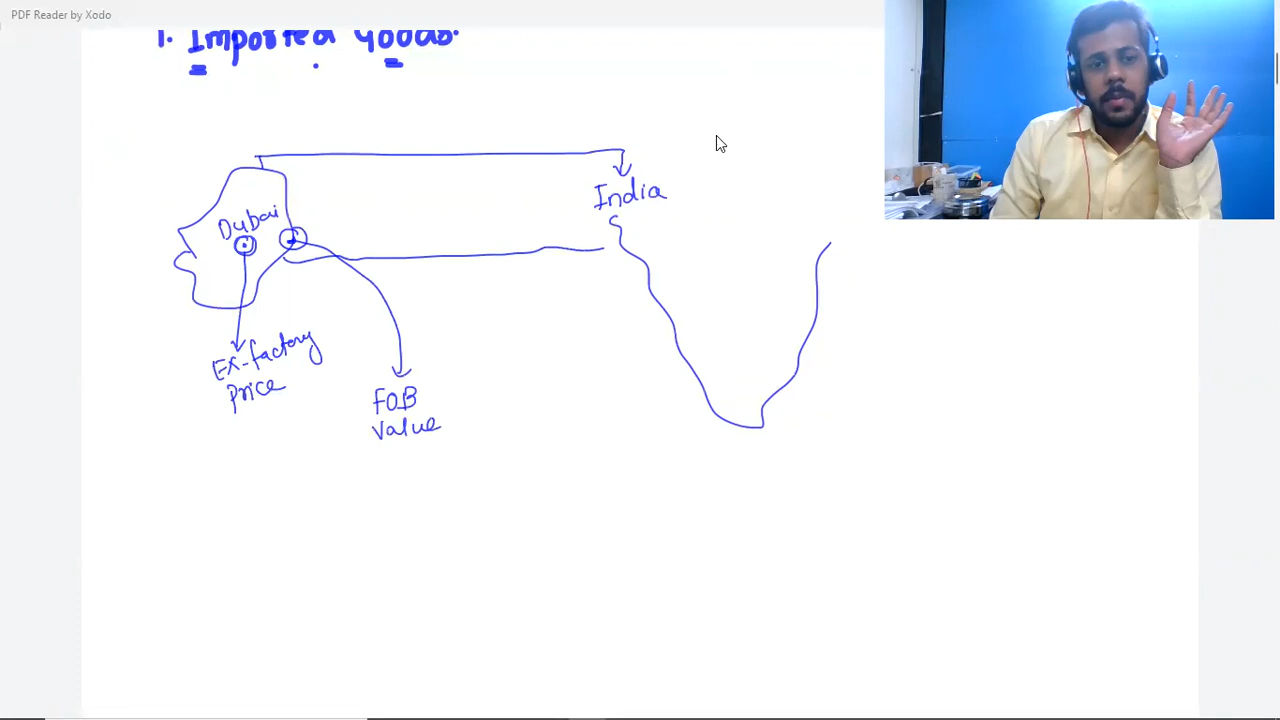 PDF Reader by Xodo
1. Imported Goods.
India
Dubai
Ex-factory
Price
FOB
Value